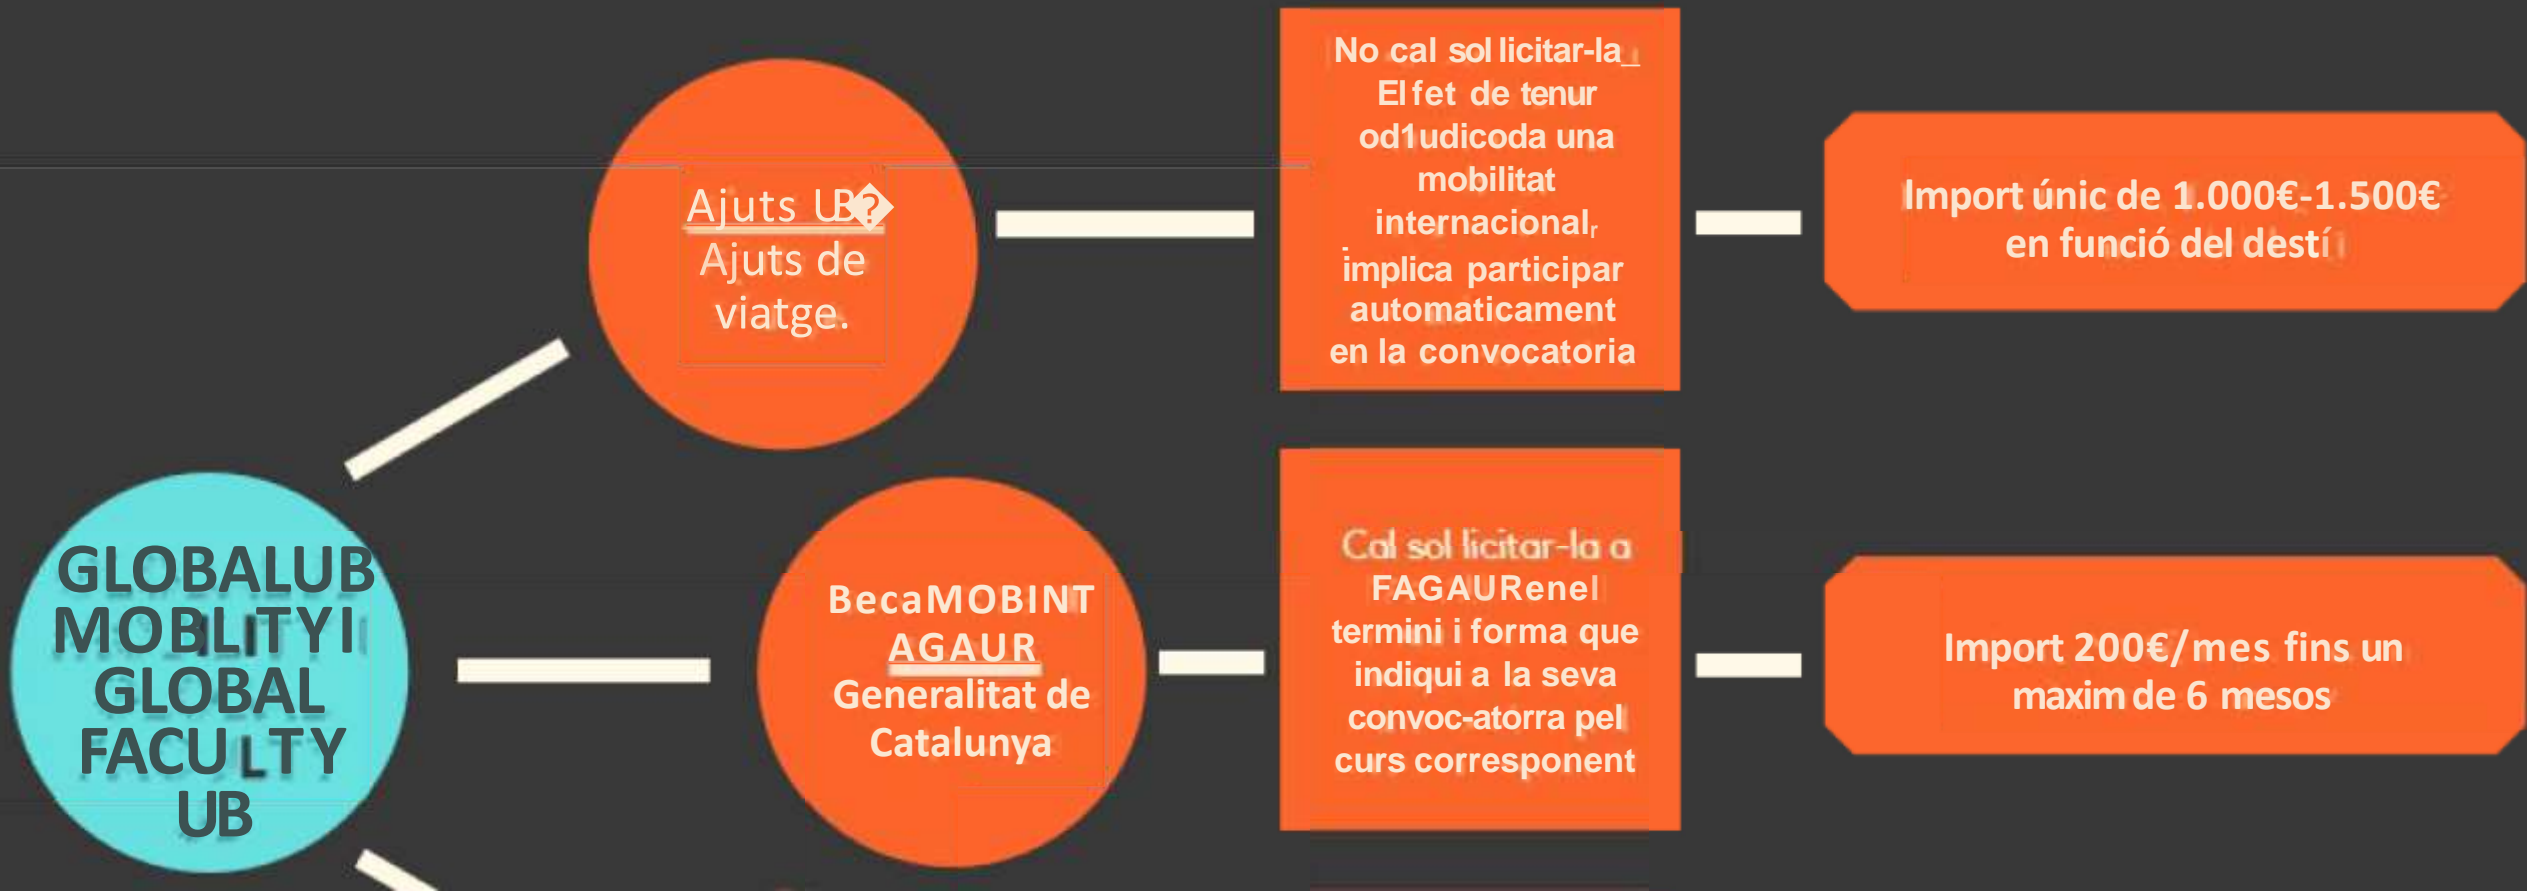 GLOBALUB
MOBLITYI
GLOBAL
FACULTY
UB
Ajuts UB�
Ajuts de
viatge.
No cal sol licitar-la_
El fet de tenur
od1udicoda una
mobilitat
internacional,
implica participar
automaticament
en la convocatoria
Import únic de 1.000€-1.500€
en funció del destí
BecaMOBINT
AGAUR
Generalitat de
Catalunya
Cal sol licitar-la a
FAGAURenel
termini i forma que
indiqui a la seva
convoc-atorra pel
curs corresponent
Import 200€/mes fins un
maxim de 6 mesos